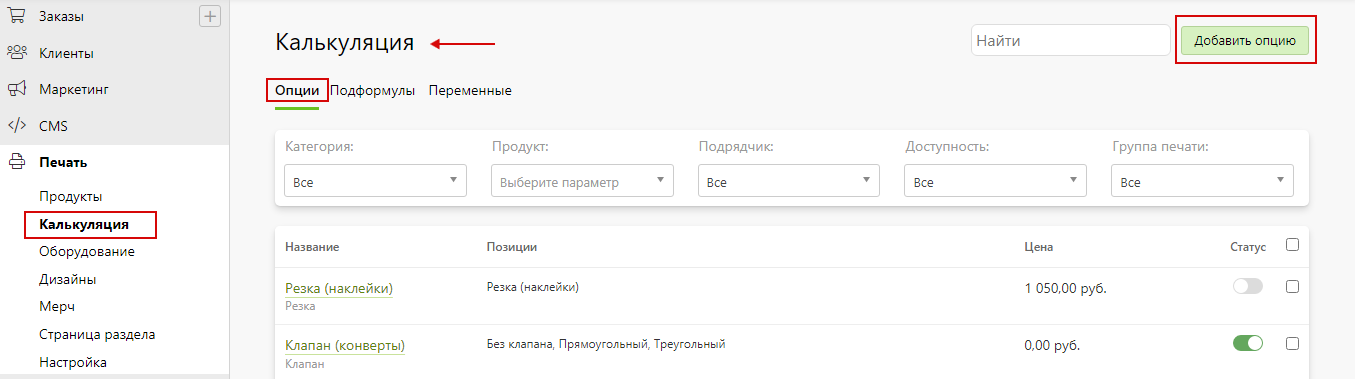 Заказы
Клиенты
Маркетинг
CMS
Печать
Продукты
Калькуляция
Оборудование
Дизайны
Мерч
Страница раздела
Настройка
Калькуляция
Найти
Добавить опцию
Опции Подформулы Переменные
Категория: Продукт: Подрядчик: Доступность: Группа печати:
Все Выберите параметр Все Все Все
Название Позиции Цена Статус
Резка (наклейки) Резка (наклейки) 1 050,00 руб.
Резка
Клапан (конверты) Без клапана, Прямоугольный, Треугольный 0,00 руб.
Клапан